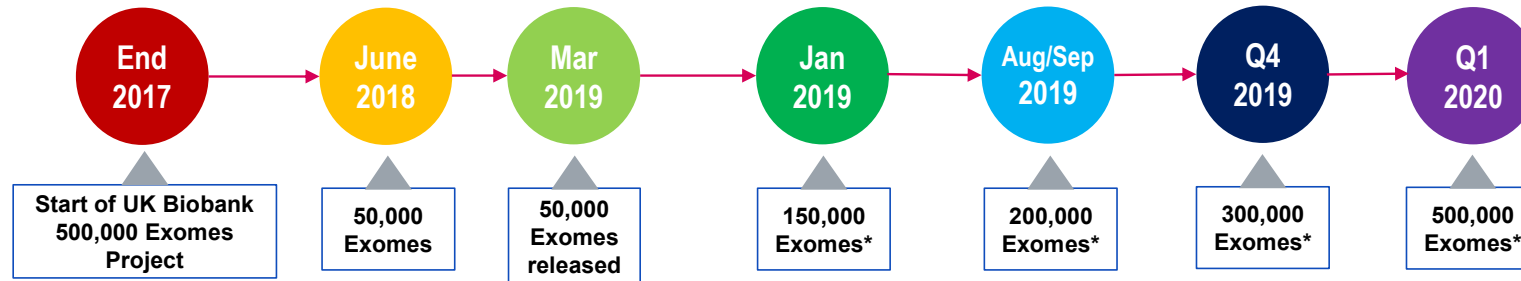 End
2017
June
2018
Mar
2019
Jan
2019
Aug/Sep
2019
Q4
2019
Q1
2020
Start of UK Biobank
500,000 Exomes
Project
50,000
Exomes
50,000
Exomes
released
150,000
Exomes*
200,000
Exomes*
300,000
Exomes*
500,000
Exomes*